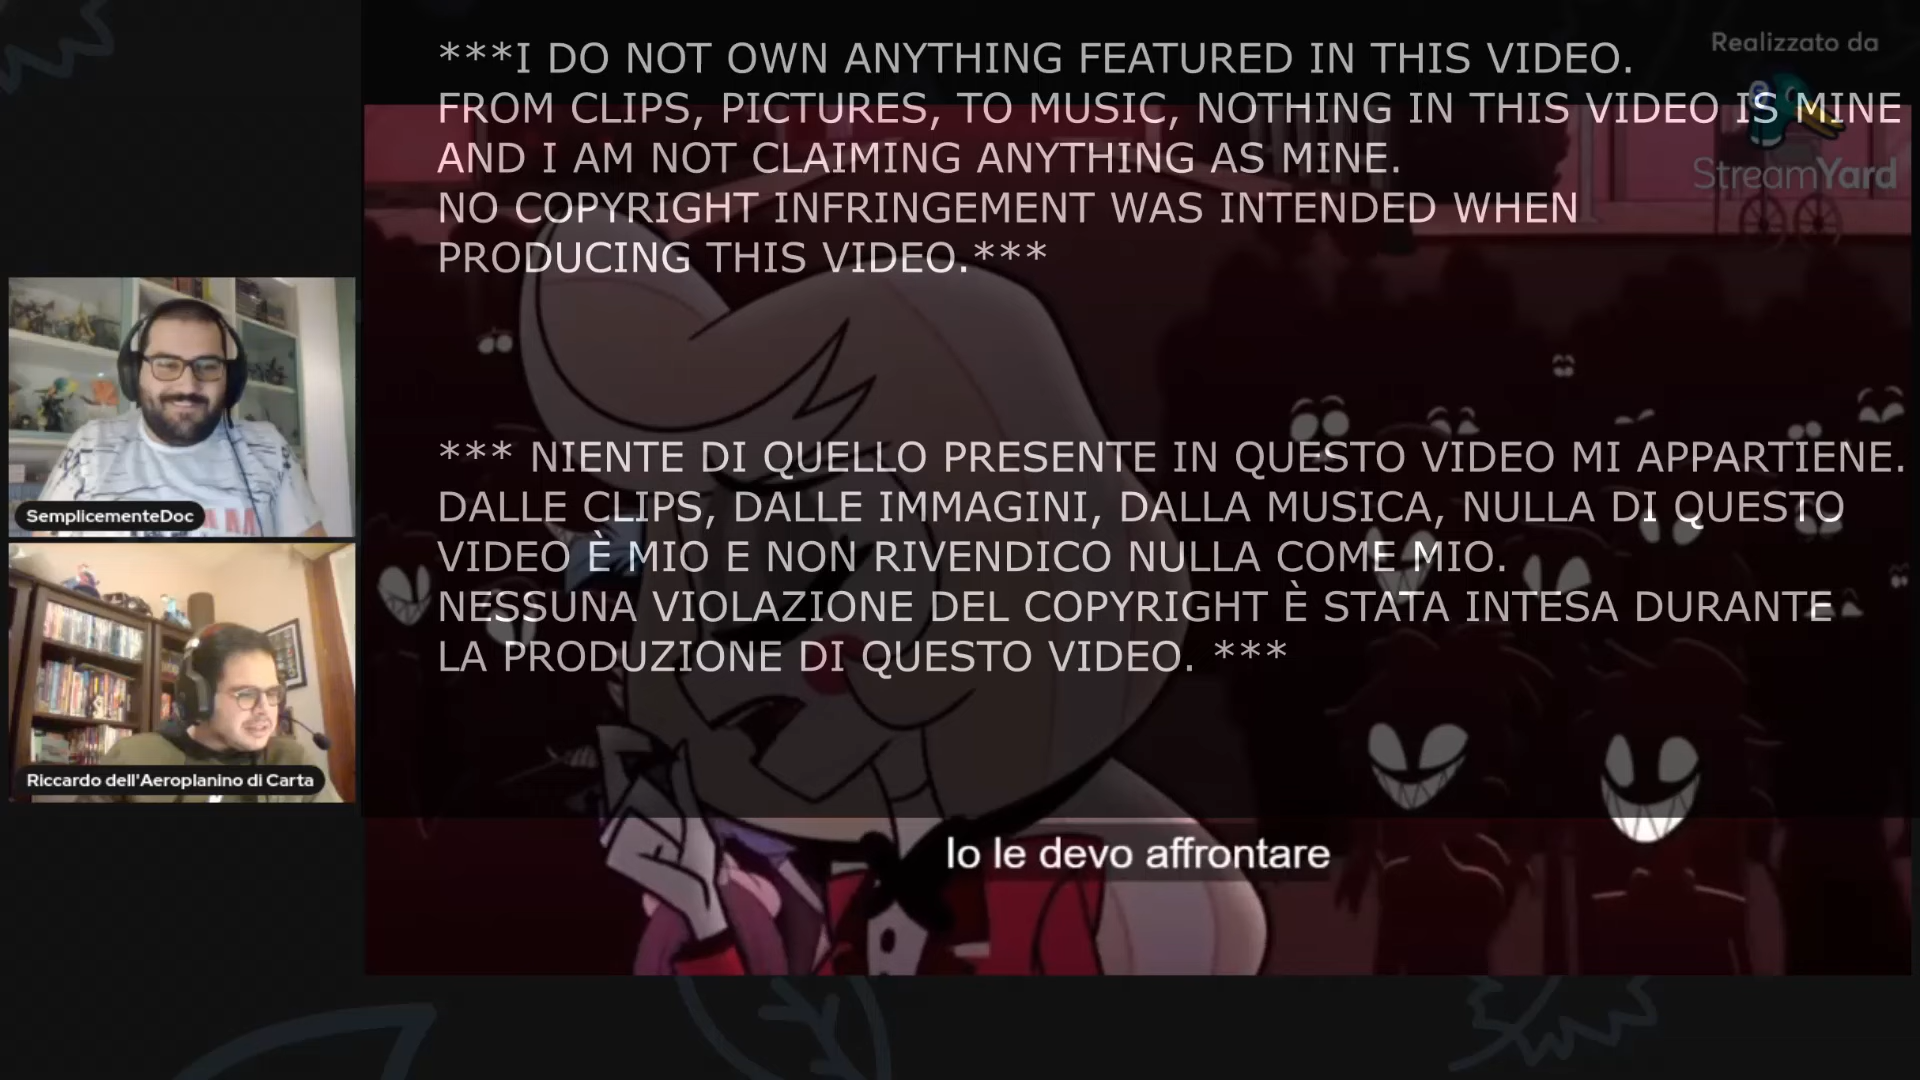 ***I DO NOT OWN ANYTHING FEATURED IN THIS VIDEO.
FROM CLIPS, PICTURES, TO MUSIC, NOTHING IN THIS VIDEO IS MINE
AND I AM NOT CLAIMING ANYTHING AS MINE.
NO COPYRIGHT INFRINGEMENT WAS INTENDED WHEN
PRODUCING THIS VIDEO.***
Realizzato da
StreamYard
*** NIENTE DI QUELLO PRESENTE IN QUESTO VIDEO MI APPARTIENE.
DALLE CLIPS, DALLE IMMAGINI, DALLA MUSICA, NULLA DI QUESTO
VIDEO È MIO E NON RIVENDICO NULLA COME MIO.
NESSUNA VIOLAZIONE DEL COPYRIGHT È STATA INTESA DURANTE
LA PRODUZIONE DI QUESTO VIDEO. ***
SemplicementeDoc
Riccardo dell'Aeroplanino di Carta
Io le devo affrontare